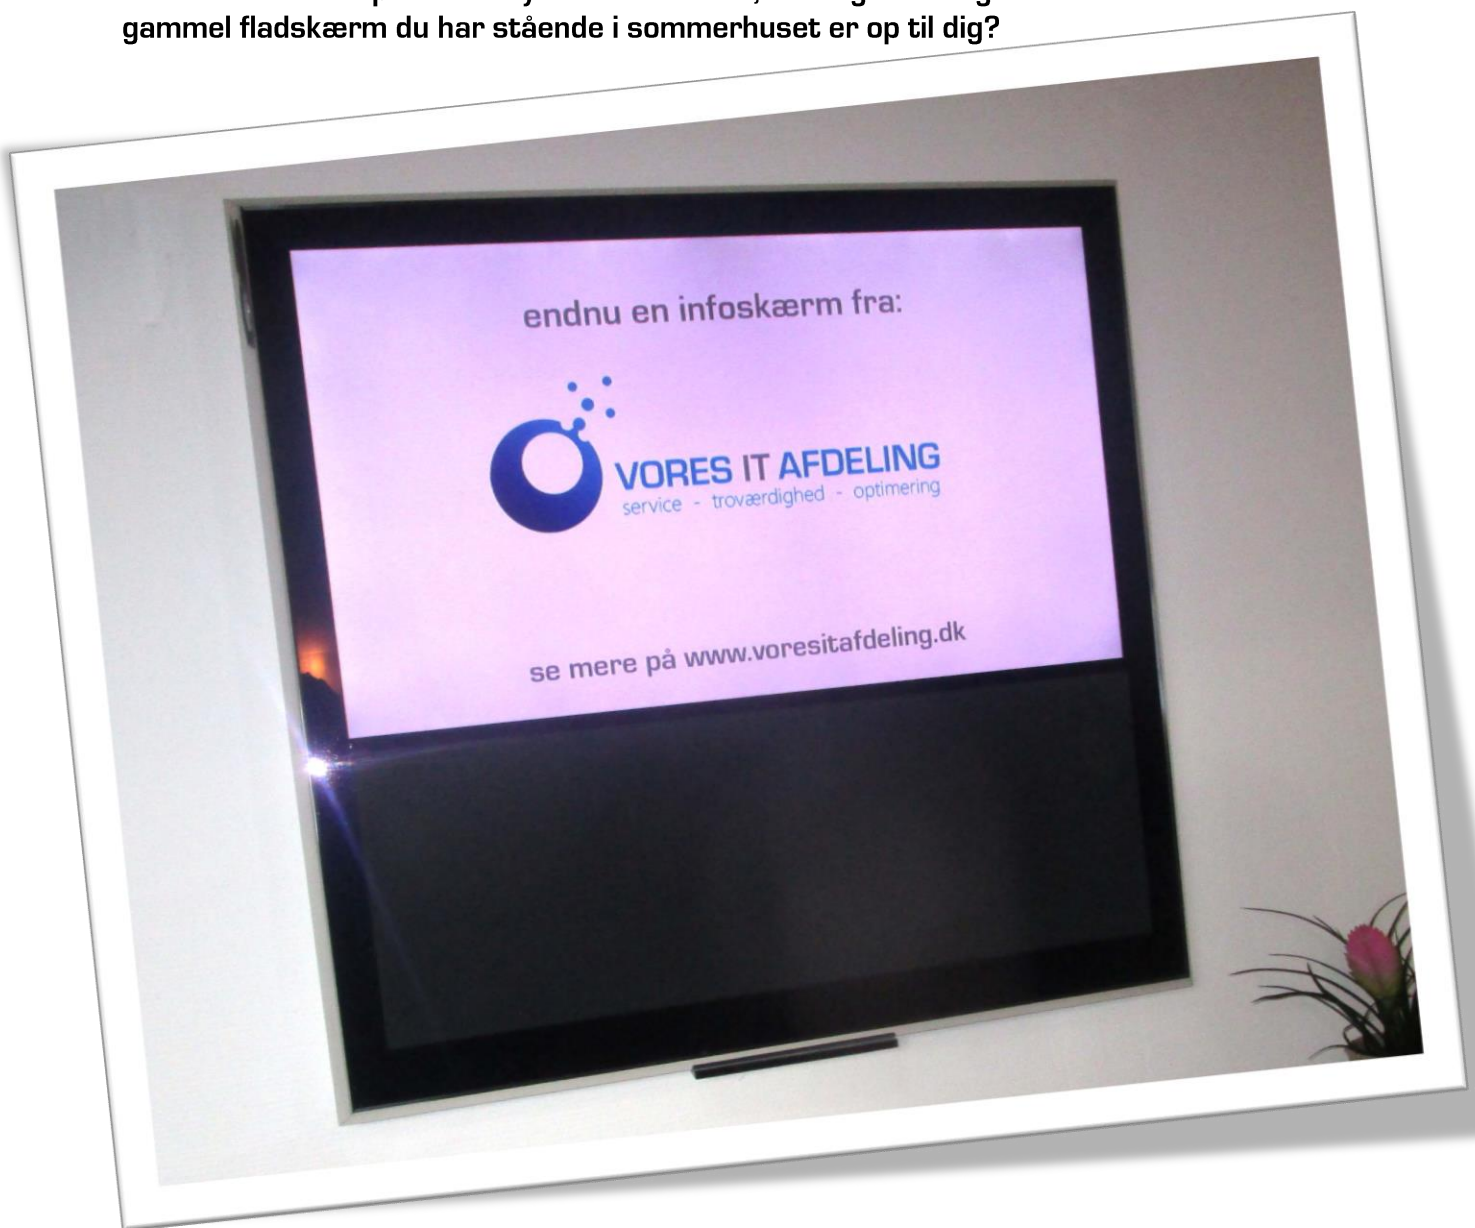 gammel fladskærm du har stående i sommerhuset er op til dig?
endnu en infoskærm fra:
VORES IT AFDELING
service - troværdighed - optimering
se mere på www.voresitafdeling.dk